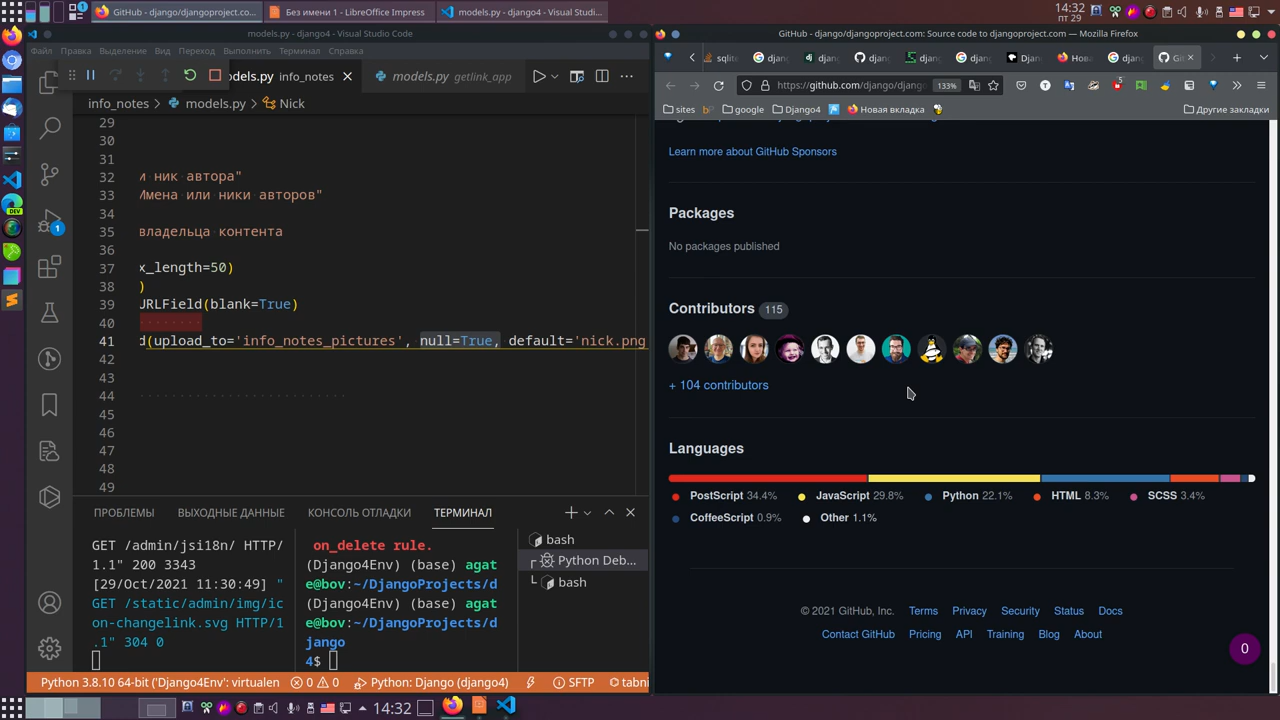 GitHub - django/djangoproject.com:...
Без имени 1 - LibreOffice Impress
models.py - django4 - Visual Studi...
14:32
ПТ 29
models.py - django4 - Visual Studio Code
GitHub - django/djangoproject.com: Source code to djangoproject.com — Mozilla Firefox
Файл Правка Выделение Вид Переход Выполнить Терминал Справка
odels.py info_notes
models.py getlink_app
sqlite
djang
Djan
Нова
djang
info_notes > models.py > Nick
https://github.com/django/djang
133%
sites
google
Django4
Новая вкладка
Другие закладки
29
30
31
32 и ник автора"
33 Имена или ники авторов"
34
35 владельца контента
36
37 x_length=50)
38 )
39 URLField(blank=True)
40
41 d(upload_to='info_notes_pictures', null=True, default='nick.png
42
43
44
45
46
47
48
49
DEV
1
ПРОБЛЕМЫ ВЫХОДНЫЕ ДАННЫЕ КОНСОЛЬ ОТЛАДКИ ТЕРМИНАЛ
GET /admin/jsi18n/ HTTP/
1.1" 200 3343
[29/Oct/2021 11:30:49] "
GET /static/admin/img/ic
on-changelink.svg HTTP/1
.1" 304 0
on_delete rule.
(Django4Env) (base) agat
e@bov:~/DjangoProjects/d
(Django4Env) (base) agat
e@bov:~/DjangoProjects/d
jango
4$
bash
Python Deb...
bash
Python 3.8.10 64-bit ('Django4Env': virtualen
0 0
Python: Django (django4)
SFTP
tabni
Learn more about GitHub Sponsors
Packages
No packages published
Contributors 115
+ 104 contributors
Languages
PostScript 34.4% JavaScript 29.8% Python 22.1% HTML 8.3% SCSS 3.4%
CoffeeScript 0.9% Other 1.1%
© 2021 GitHub, Inc. Terms Privacy Security Status Docs
Contact GitHub Pricing API Training Blog About
0
14:32